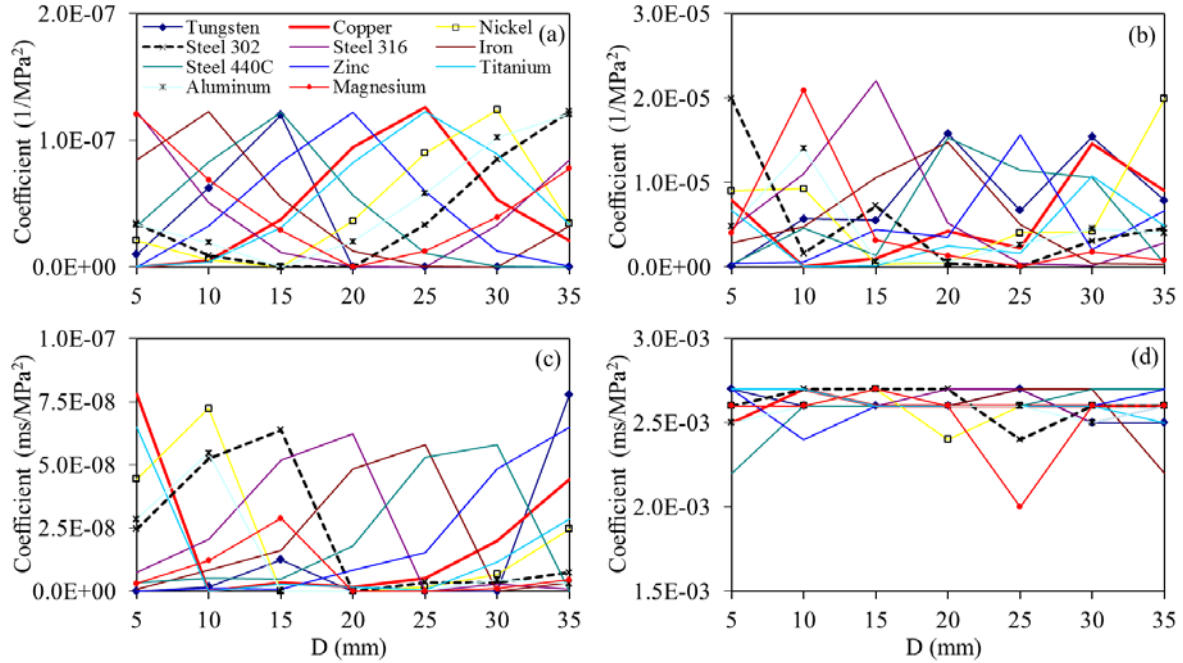 Tungsten Copper Nickel
Steel 302 Steel 316 Iron
Steel 440C Zinc Titanium
Aluminum Magnesium
(a)
Coefficient (1/MPa²)
2.0E-07
1.0E-07
0.0E+00
5 10 15 20 25 30 35
(b)
Coefficient (1/MPa²)
3.0E-05
2.0E-05
1.0E-05
0.0E+00
5 10 15 20 25 30 35
(c)
Coefficient (ms/MPa²)
1.0E-07
7.5E-08
5.0E-08
2.5E-08
0.0E+00
5 10 15 20 25 30 35
D (mm)
(d)
Coefficient (ms/MPa²)
3.0E-03
2.5E-03
2.0E-03
1.5E-03
5 10 15 20 25 30 35
D (mm)